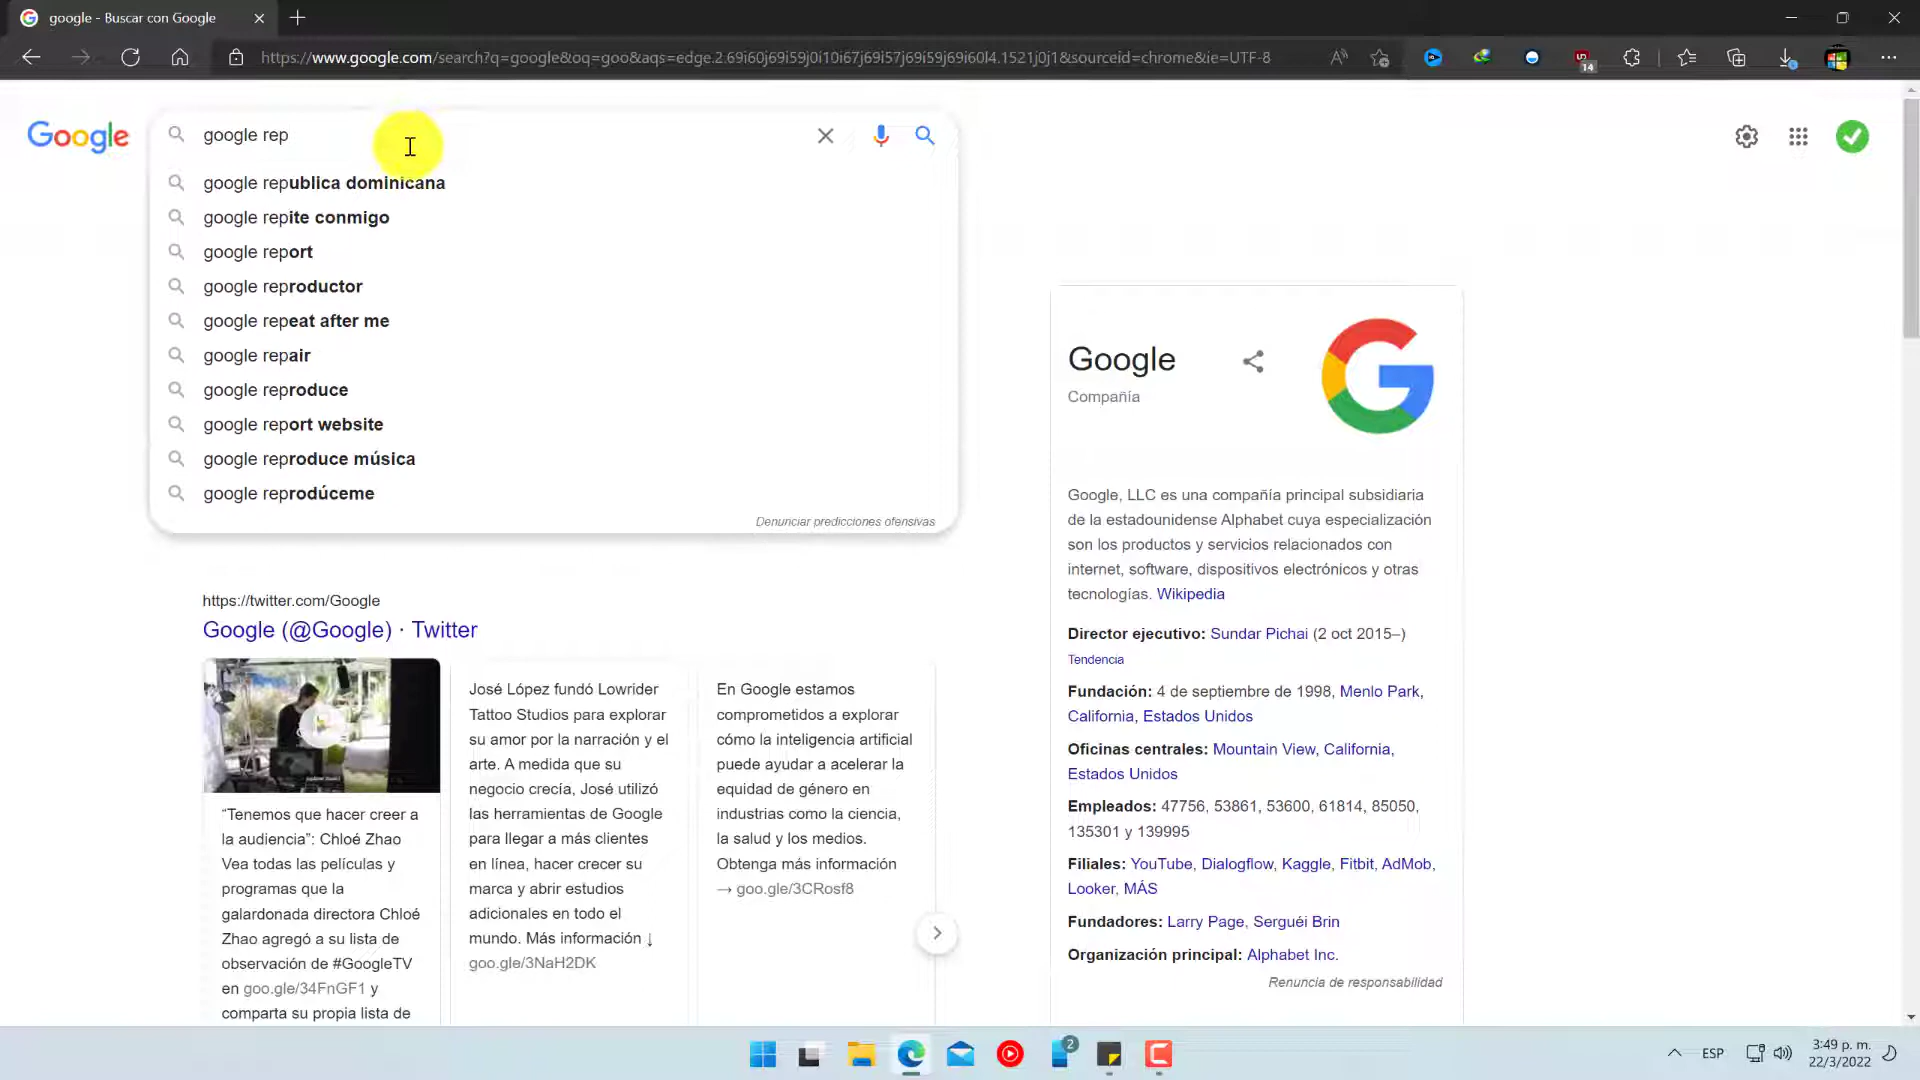 google - Buscar con Google
https://www.google.com/search?q=google&oq=goo&aqs=edge.2.69i60j69i59j0i10i67j69i57j69i59j69i60l4.1521j0j1&sourceid=chrome&ie=UTF-8
14
Google
google rep
google republica dominicana
google repite conmigo
google report
google reproductor
google repeat after me
google repair
google reproduce
google report website
google reproduce música
google reprodúceme
Denunciar predicciones ofensivas
https://twitter.com/Google
Google (@Google) · Twitter
“Tenemos que hacer creer a
la audiencia”: Chloé Zhao
Vea todas las películas y
programas que la
galardonada directora Chloé
Zhao agregó a su lista de
observación de #GoogleTV
en goo.gle/34FnGF1 y
comparta su propia lista de
José López fundó Lowrider
Tattoo Studios para explorar
su amor por la narración y el
arte. A medida que su
negocio crecía, José utilizó
las herramientas de Google
para llegar a más clientes
en línea, hacer crecer su
marca y abrir estudios
adicionales en todo el
mundo. Más información ↓
goo.gle/3NaH2DK
En Google estamos
comprometidos a explorar
cómo la inteligencia artificial
puede ayudar a acelerar la
equidad de género en
industrias como la ciencia,
la salud y los medios.
Obtenga más información
→ goo.gle/3CRosf8
Google
Compañía
Google, LLC es una compañía principal subsidiaria
de la estadounidense Alphabet cuya especialización
son los productos y servicios relacionados con
internet, software, dispositivos electrónicos y otras
tecnologías. Wikipedia
Director ejecutivo: Sundar Pichai (2 oct 2015–)
Tendencia
Fundación: 4 de septiembre de 1998, Menlo Park,
California, Estados Unidos
Oficinas centrales: Mountain View, California,
Estados Unidos
Empleados: 47756, 53861, 53600, 61814, 85050,
135301 y 139995
Filiales: YouTube, Dialogflow, Kaggle, Fitbit, AdMob,
Looker, MÁS
Fundadores: Larry Page, Serguéi Brin
Organización principal: Alphabet Inc.
Renuncia de responsabilidad
2
ESP
3:49 p. m.
22/3/2022